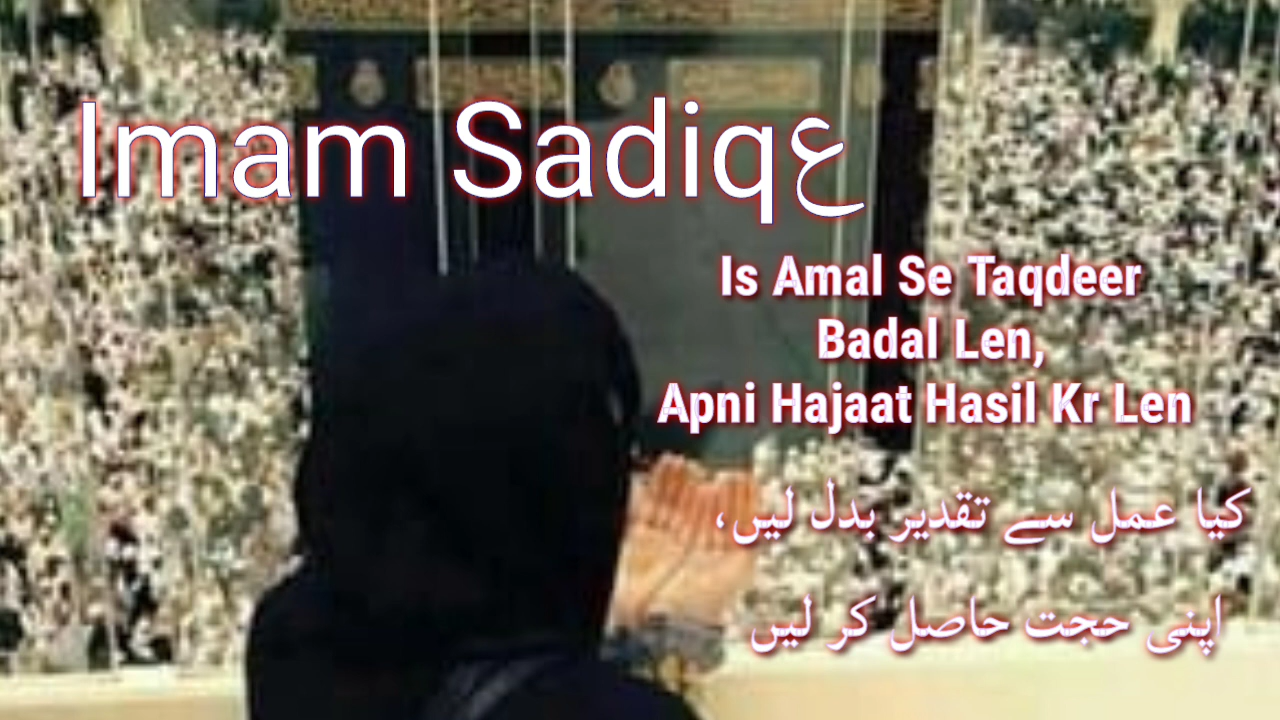 Imam Sadiqع
Is Amal Se Taqdeer
Badal Len,
Apni Hajaat Hasil Kr Len
کیا عمل سے تقدیر بدل لیں،
اپنی حجت حاصل کر لیں